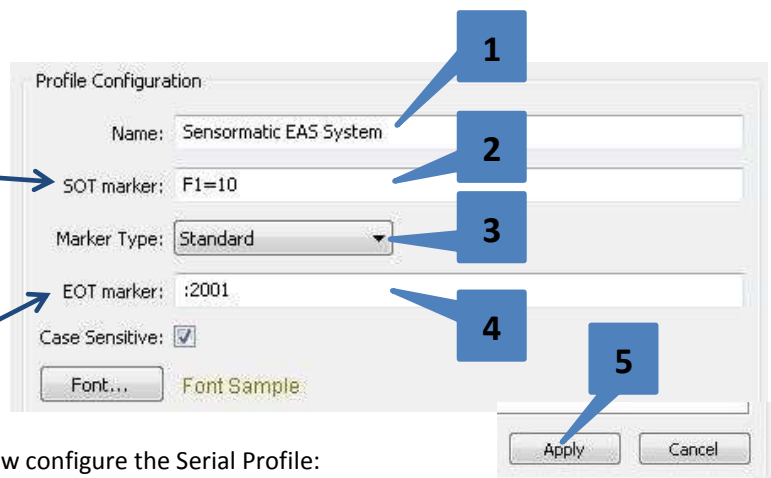 1
Profile Configuration
Name: Sensormatic EAS System
2
SOT marker: F1=10
3
Marker Type: Standard
EOT marker: :2001
4
Case Sensitive:
5
Font... Font Sample
Apply Cancel
configure the Serial Profile: